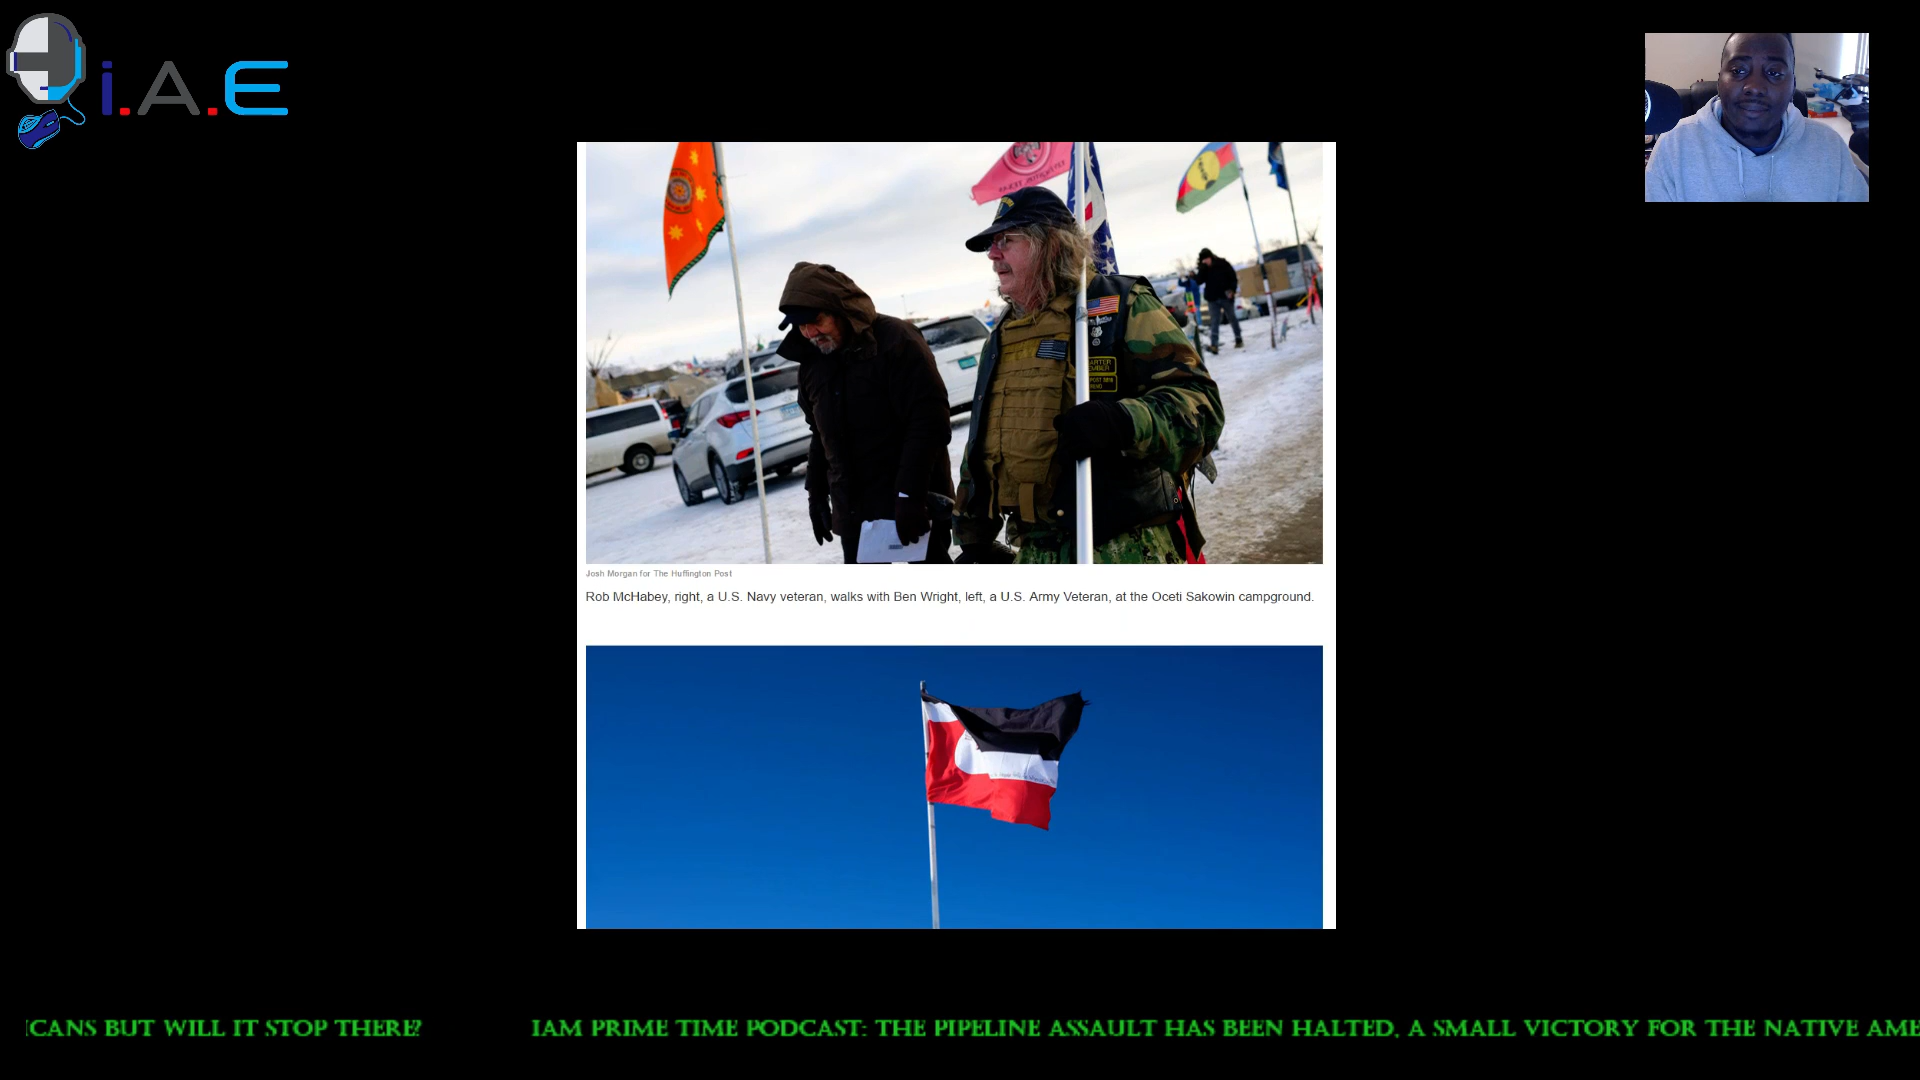 i.A.E
Josh Morgan for The Huffington Post
Rob McHabey, right, a U.S. Navy veteran, walks with Ben Wright, left, a U.S. Army Veteran, at the Oceti Sakowin campground.
ICANS BUT WILL IT STOP THERE? IAM PRIME TIME PODCAST: THE PIPELINE ASSAULT HAS BEEN HALTED, A SMALL VICTORY FOR THE NATIVE AME